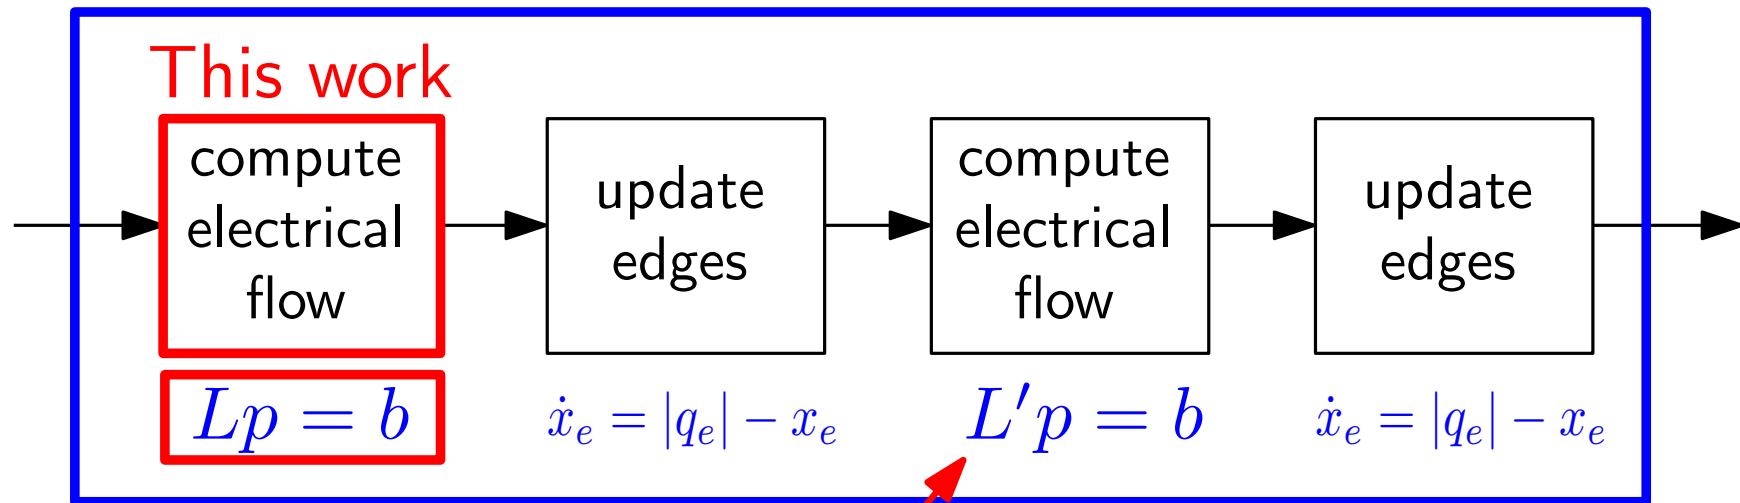 This work
compute
electrical
flow
update
edges
compute
electrical
flow
update
edges
Lp = b
ẋ_e = |q_e| − x_e
L′p = b
ẋ_e = |q_e| − x_e